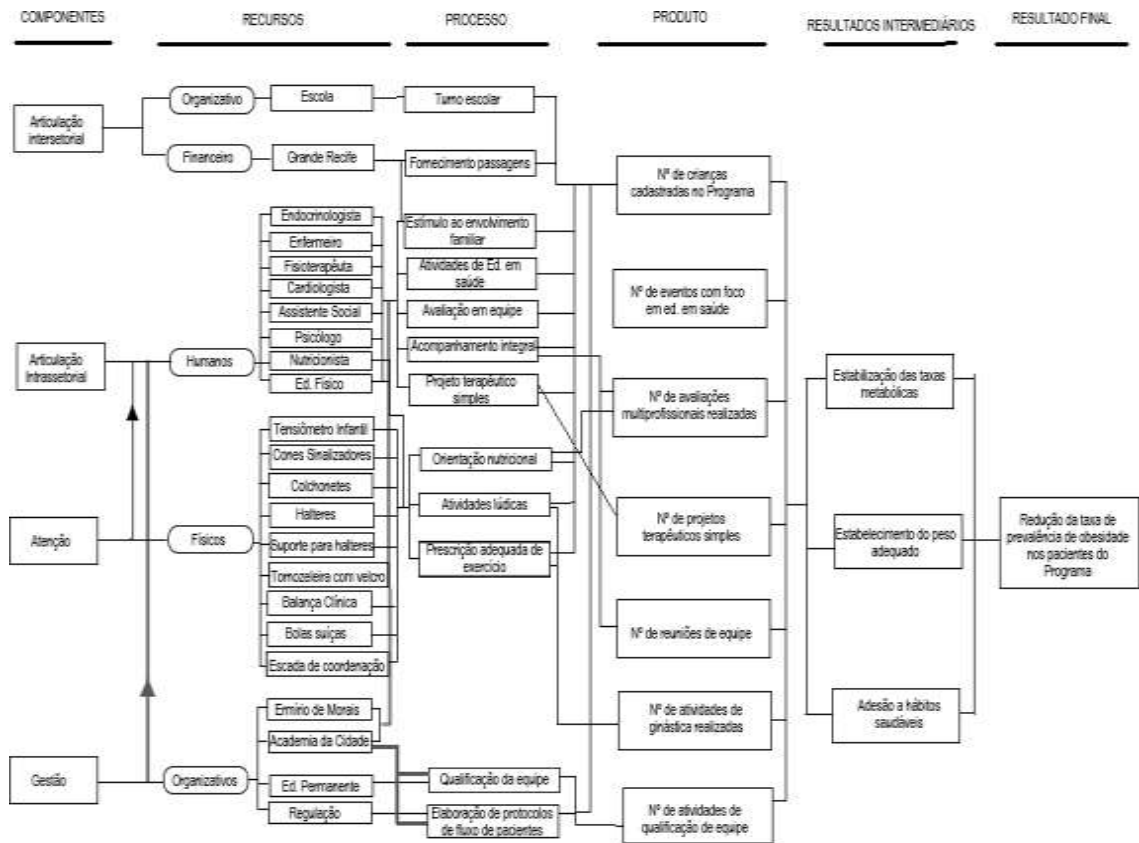 COMPONENTES
RECURSOS
PROCESSO
PRODUTO
RESULTADOS INTERMEDIÁRIOS
RESULTADO FINAL
Articulação
intersetorial
Organizativo
Escola
Turno escolar
Financeiro
Grande Recife
Fornecimento passagens
Nº de crianças
cadastradas no Programa
Articulação
Intrassetorial
Humanos
Endocrinologista
Enfermeiro
Fisioterapêuta
Cardiologista
Assistente Social
Psicólogo
Nutricionista
Ed. Físico
Estímulo ao envolvimento
familiar
Atividades de Ed. em
saúde
Avaliação em equipe
Acompanhamento integral
Projeto terapêutico
simples
Nº de eventos com foco
em ed. em saúde
Nº de avaliações
multiprofissionais realizadas
Estabilização das taxas
metabólicas
Atenção
Físicos
Tensiômetro Infantil
Cones Sinalizadores
Colchonetes
Halteres
Suporte para halteres
Tornozeleira com velcro
Balança Clínica
Bolas suíças
Escada de coordenação
Orientação nutricional
Atividades lúdicas
Prescrição adequada de
exercício
Nº de projetos
terapêuticos simples
Nº de reuniões de equipe
Estabelecimento do peso
adequado
Redução da taxa de
prevalência de obesidade
nos pacientes do
Programa
Gestão
Organizativos
Ermírio de Morais
Academia da Cidade
Ed. Permanente
Regulação
Qualificação da equipe
Elaboração de protocolos
de fluxo de pacientes
Nº de atividades de
ginástica realizadas
Nº de atividades de
qualificação de equipe
Adesão a hábitos
saudáveis